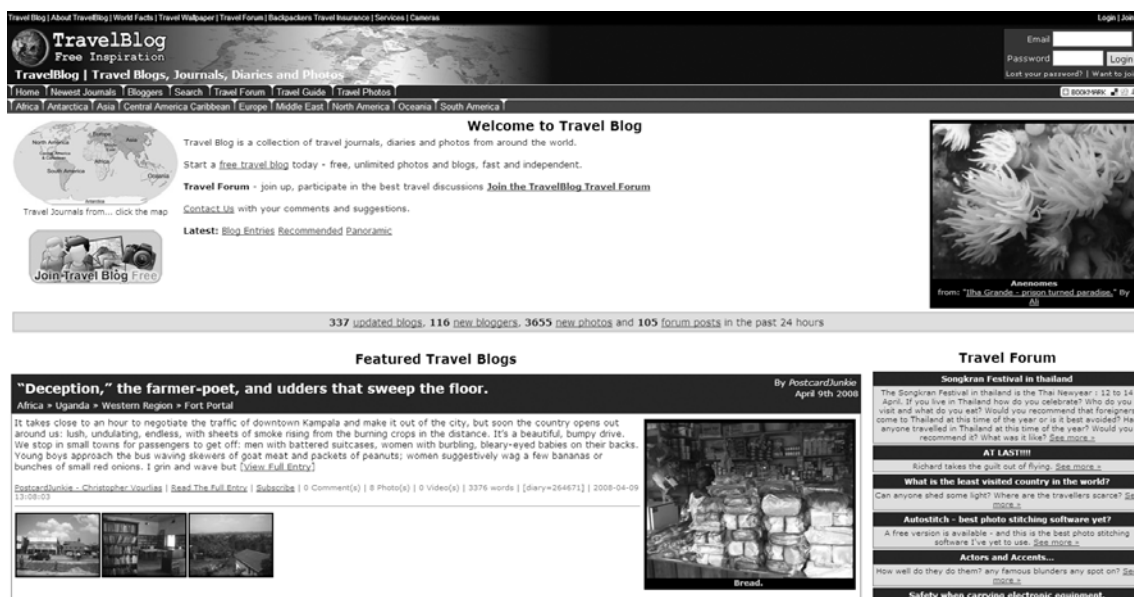 Travel Blog | About TravelBlog | World Facts | Travel Wallpaper | Travel Forum | Backpackers Travel Insurance | Services | Cameras
Login | Join
TravelBlog
Free Inspiration
TravelBlog | Travel Blogs, Journals, Diaries and Photos
Email
Password
Login
Lost your password? | Want to join
Home Newest Journals Bloggers Search Travel Forum Travel Guide Travel Photos
BOOKMARK
Africa Antarctica Asia Central America Caribbean Europe Middle East North America Oceania South America
North America
Europe
Asia
Africa
South America
Oceania
Antarctica
Travel Journals from... click the map
Join Travel Blog Free
Welcome to Travel Blog
Travel Blog is a collection of travel journals, diaries and photos from around the world.
Start a free travel blog today - free, unlimited photos and blogs, fast and independent.
Travel Forum - join up, participate in the best travel discussions Join the TravelBlog Travel Forum
Contact Us with your comments and suggestions.
Latest: Blog Entries Recommended Panoramic
Anenomes
from: "Ilha Grande - prison turned paradise." By
Ali
337 updated blogs, 116 new bloggers, 3655 new photos and 105 forum posts in the past 24 hours
Featured Travel Blogs
“Deception,” the farmer-poet, and udders that sweep the floor.
By PostcardJunkie
April 9th 2008
Africa » Uganda » Western Region » Fort Portal
It takes close to an hour to negotiate the traffic of downtown Kampala and make it out of the city, but soon the country opens out
around us: lush, undulating, endless, with sheets of smoke rising from the burning crops in the distance. It's a beautiful, bumpy drive.
We stop in small towns for passengers to get off: men with battered suitcases, women with burbling, bleary-eyed babies on their backs.
Young boys approach the bus waving skewers of goat meat and packets of peanuts; women suggestively wag a few bananas or
bunches of small red onions. I grin and wave but [View Full Entry]
PostcardJunkie - Christopher Vourlias | Read The Full Entry | Subscribe | 0 Comment(s) | 8 Photo(s) | 0 Video(s) | 3376 words | [diary=264671] | 2008-04-09
13:08:03
Bread.
Travel Forum
Songkran Festival in thailand
The Songkran Festival in thailand is the Thai Newyear : 12 to 14
April. If you live in Thailand how do you celebrate? Who do you
visit and what do you eat? Would you recommend that foreigners
come to Thailand at this time of the year or is it best avoided? Ha
anyone travelled in Thailand at this time of the year? Would you
recommend it? What was it like? See more »
AT LAST!!!!
Richard takes the guilt out of flying. See more »
What is the least visited country in the world?
Can anyone shed some light? Where are the travellers scarce? Se
more »
Autostitch - best photo stitching software yet?
A free version is available - and this is the best photo stitching
software I've yet to use. See more »
Actors and Accents...
How well do they do them? any famous blunders any spot on? See
more »
Safety when carrying electronic equipment.